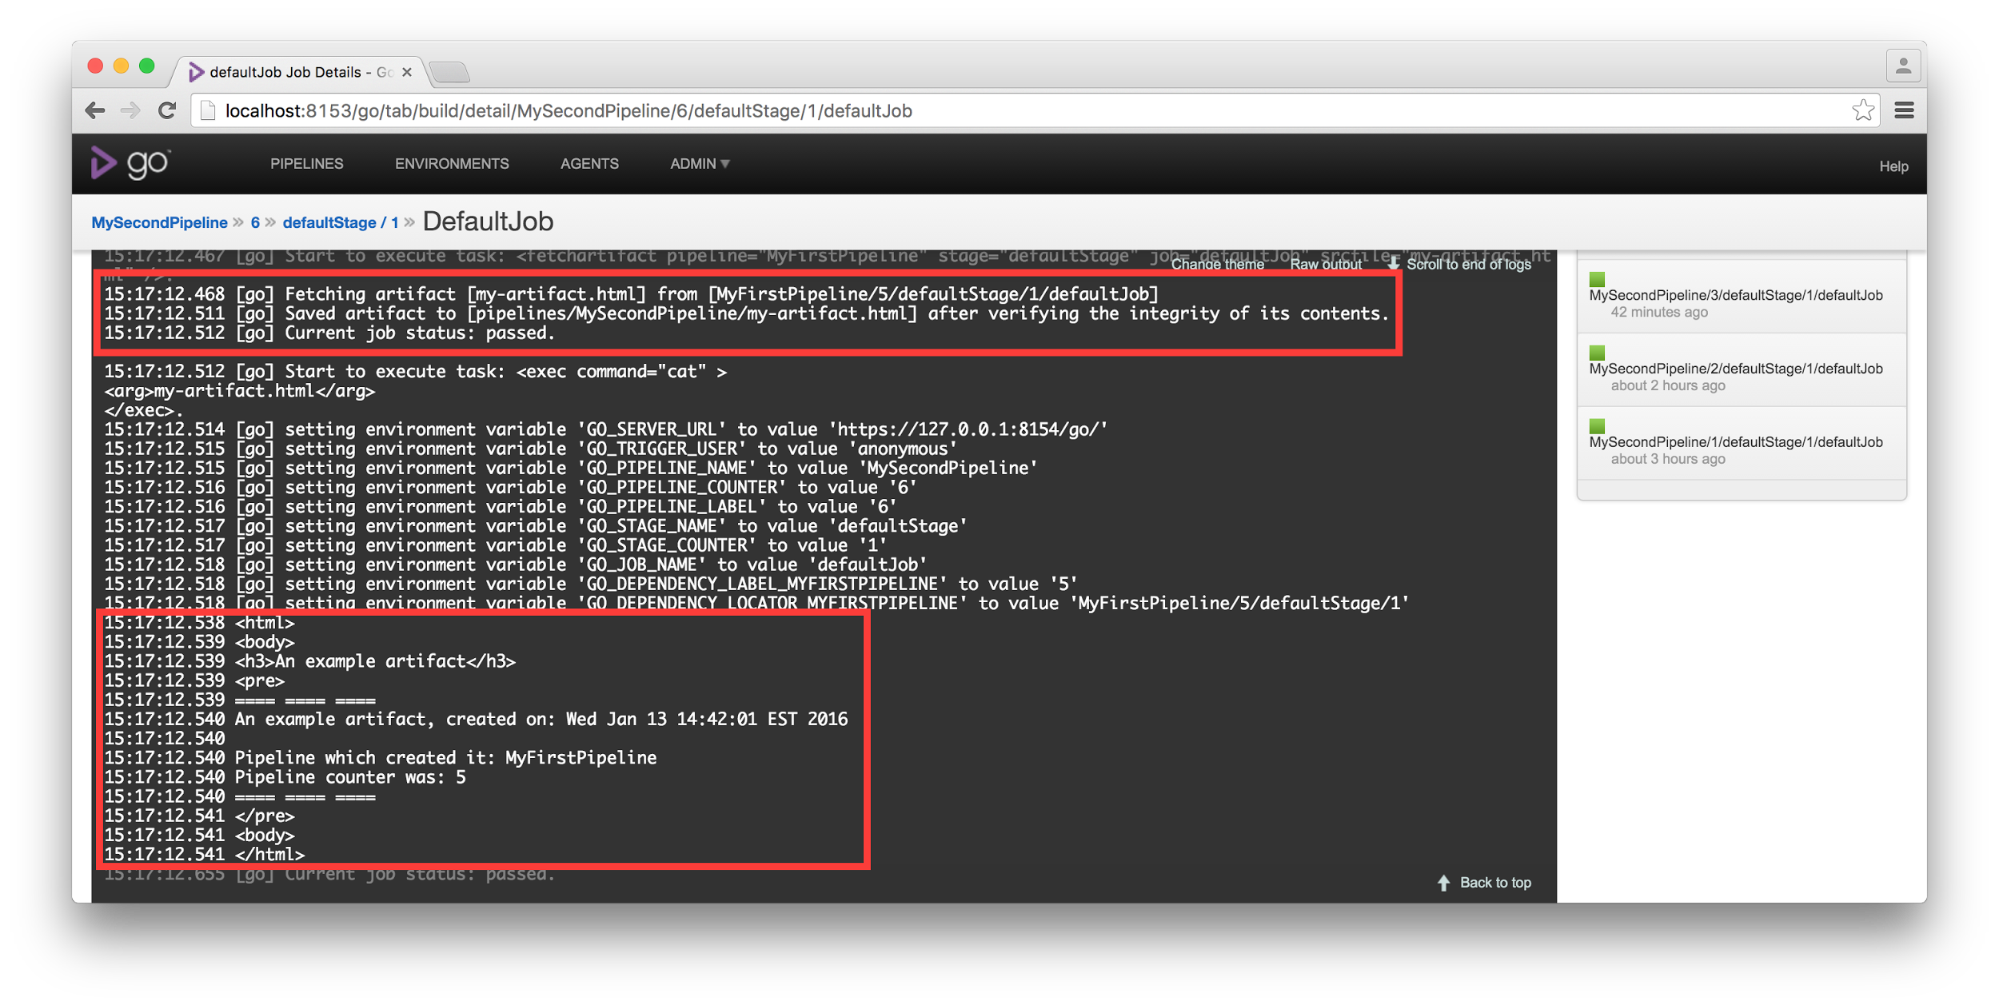 defaultJob Job Details - Go
localhost:8153/go/tab/build/detail/MySecondPipeline/6/defaultStage/1/defaultJob
go™ PIPELINES ENVIRONMENTS AGENTS ADMIN ▼ Help
MySecondPipeline » 6 » defaultStage / 1 » DefaultJob
15:17:12.467 [go] Start to execute task: <fetchartifact pipeline="MyFirstPipeline" stage="defaultStage" job="defaultJob" srcfile="my-artifact.ht
ml" />.
Change theme Raw output Scroll to end of logs
15:17:12.468 [go] Fetching artifact [my-artifact.html] from [MyFirstPipeline/5/defaultStage/1/defaultJob]
15:17:12.511 [go] Saved artifact to [pipelines/MySecondPipeline/my-artifact.html] after verifying the integrity of its contents.
15:17:12.512 [go] Current job status: passed.
15:17:12.512 [go] Start to execute task: <exec command="cat" >
<arg>my-artifact.html</arg>
</exec>.
15:17:12.514 [go] setting environment variable 'GO_SERVER_URL' to value 'https://127.0.0.1:8154/go/'
15:17:12.515 [go] setting environment variable 'GO_TRIGGER_USER' to value 'anonymous'
15:17:12.515 [go] setting environment variable 'GO_PIPELINE_NAME' to value 'MySecondPipeline'
15:17:12.516 [go] setting environment variable 'GO_PIPELINE_COUNTER' to value '6'
15:17:12.516 [go] setting environment variable 'GO_PIPELINE_LABEL' to value '6'
15:17:12.517 [go] setting environment variable 'GO_STAGE_NAME' to value 'defaultStage'
15:17:12.517 [go] setting environment variable 'GO_STAGE_COUNTER' to value '1'
15:17:12.518 [go] setting environment variable 'GO_JOB_NAME' to value 'defaultJob'
15:17:12.518 [go] setting environment variable 'GO_DEPENDENCY_LABEL_MYFIRSTPIPELINE' to value '5'
15:17:12.518 [go] setting environment variable 'GO_DEPENDENCY_LOCATOR_MYFIRSTPIPELINE' to value 'MyFirstPipeline/5/defaultStage/1'
15:17:12.538 <html>
15:17:12.539 <body>
15:17:12.539 <h3>An example artifact</h3>
15:17:12.539 <pre>
15:17:12.539 ==== ==== ====
15:17:12.540 An example artifact, created on: Wed Jan 13 14:42:01 EST 2016
15:17:12.540
15:17:12.540 Pipeline which created it: MyFirstPipeline
15:17:12.540 Pipeline counter was: 5
15:17:12.540 ==== ==== ====
15:17:12.541 </pre>
15:17:12.541 <body>
15:17:12.541 </html>
15:17:12.655 [go] Current job status: passed.
Back to top
MySecondPipeline/3/defaultStage/1/defaultJob
42 minutes ago
MySecondPipeline/2/defaultStage/1/defaultJob
about 2 hours ago
MySecondPipeline/1/defaultStage/1/defaultJob
about 3 hours ago